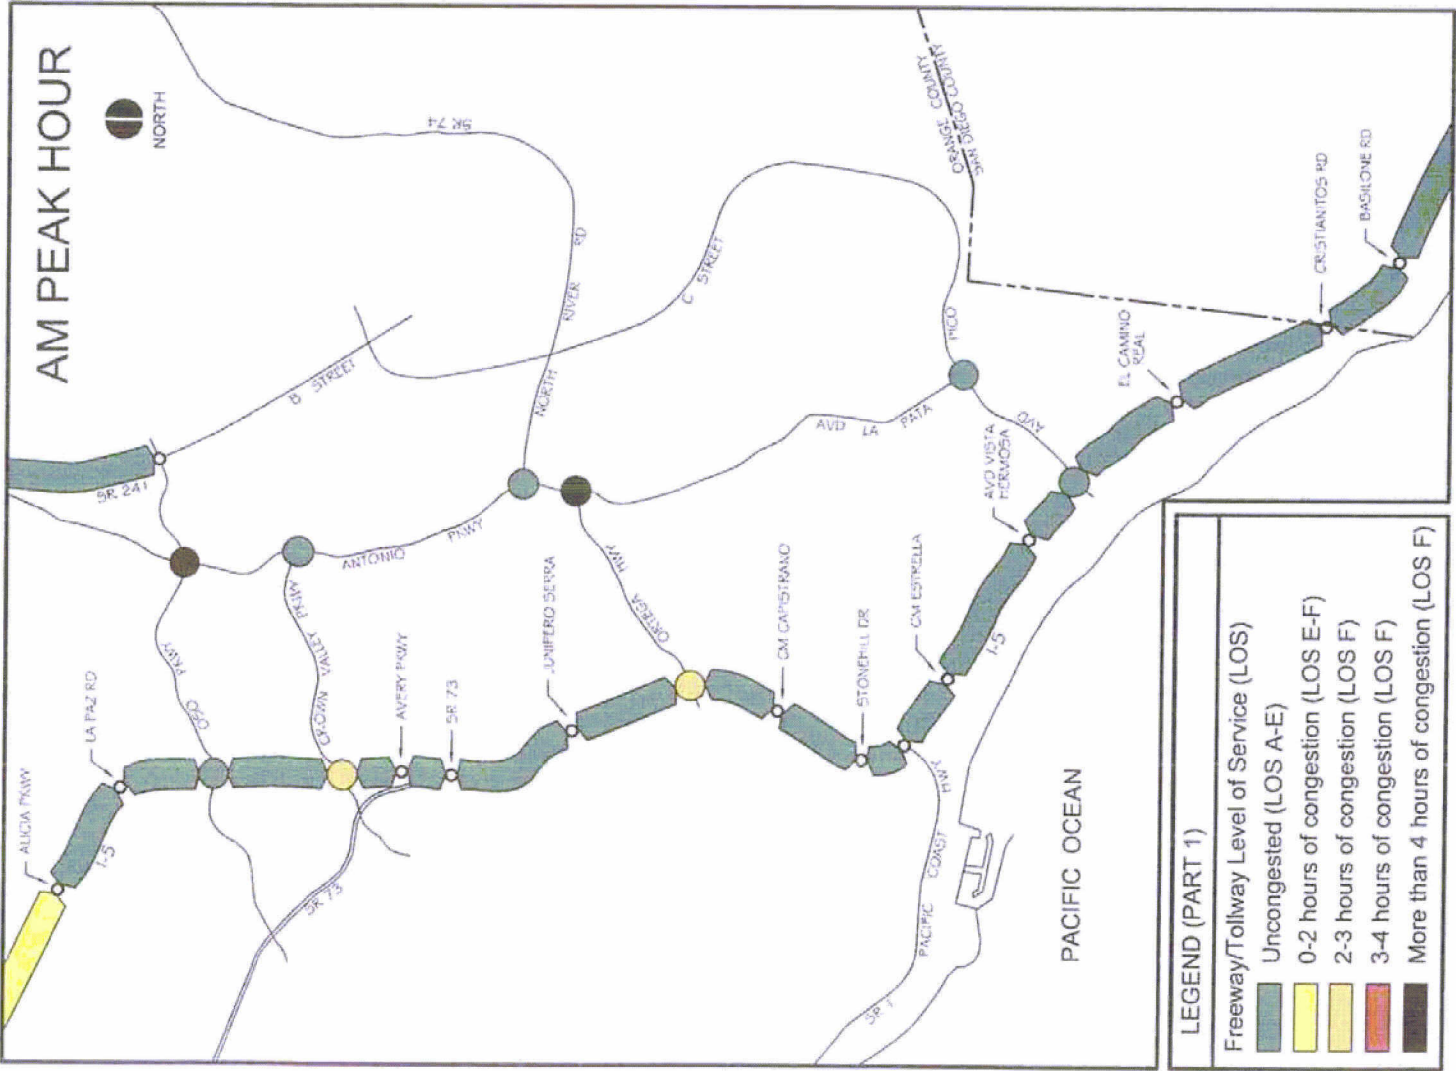 AM PEAK HOUR
NORTH
SR 74
ORANGE COUNTY
SAN DIEGO COUNTY
BASILONE RD
CRISTIANITOS RD
EL CAMINO
REAL
C STREET
NORTH RIVER RD
B STREET
AVD PICO
AVD LA PATA
AVD VISTA
HERMOSA
SR 241
ANTONIO PKWY
ORTEGA HWY
CROWN VALLEY PKWY
OSO PKWY
ALICIA PKWY
LA PAZ RD
AVERY PKWY
SR 73
JUNIPERO SERRA
CM CAPISTRANO
STONEHILL DR
CM ESTRELLA
I-5
I-5
SR 73
PACIFIC COAST HWY
SR 1
PACIFIC OCEAN
LEGEND (PART 1)
Freeway/Tollway Level of Service (LOS)
Uncongested (LOS A-E)
0-2 hours of congestion (LOS E-F)
2-3 hours of congestion (LOS F)
3-4 hours of congestion (LOS F)
More than 4 hours of congestion (LOS F)